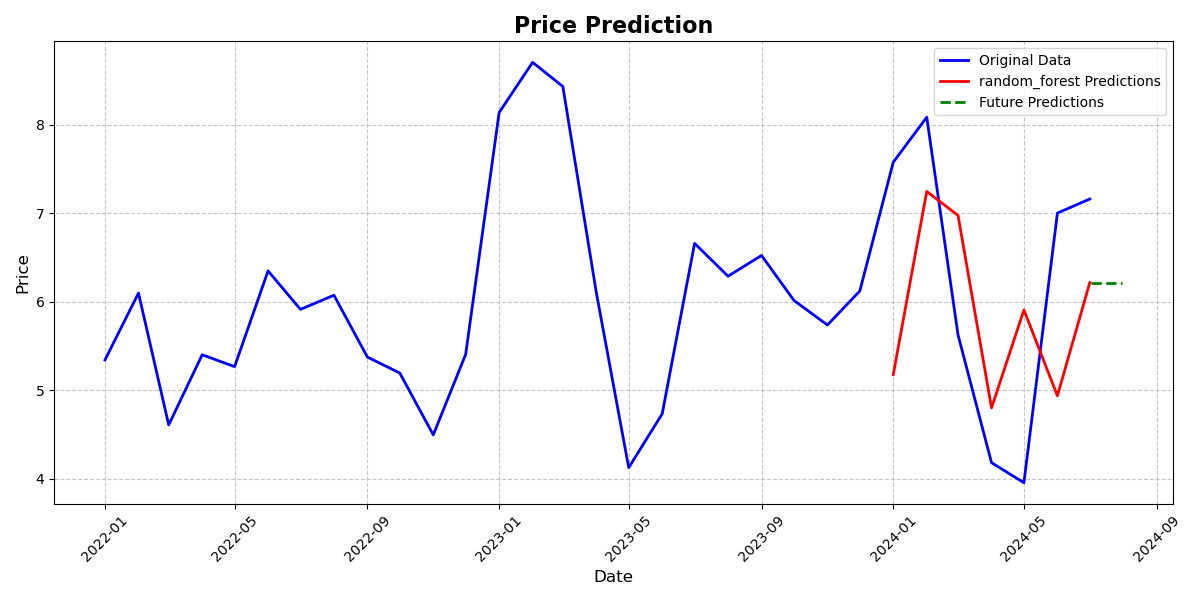 Price Prediction
Original Data
random_forest Predictions
Future Predictions
Price
8
7
6
5
4
2022-01
2022-05
2022-09
2023-01
2023-05
2023-09
2024-01
2024-05
2024-09
Date